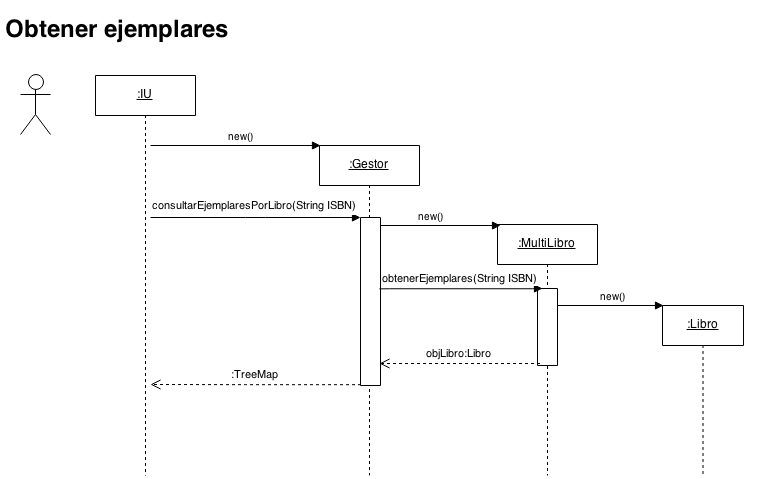 Obtener ejemplares
:IU
new()
:Gestor
consultarEjemplaresPorLibro(String ISBN)
new()
:MultiLibro
obtenerEjemplares(String ISBN)
new()
:Libro
objLibro:Libro
:TreeMap